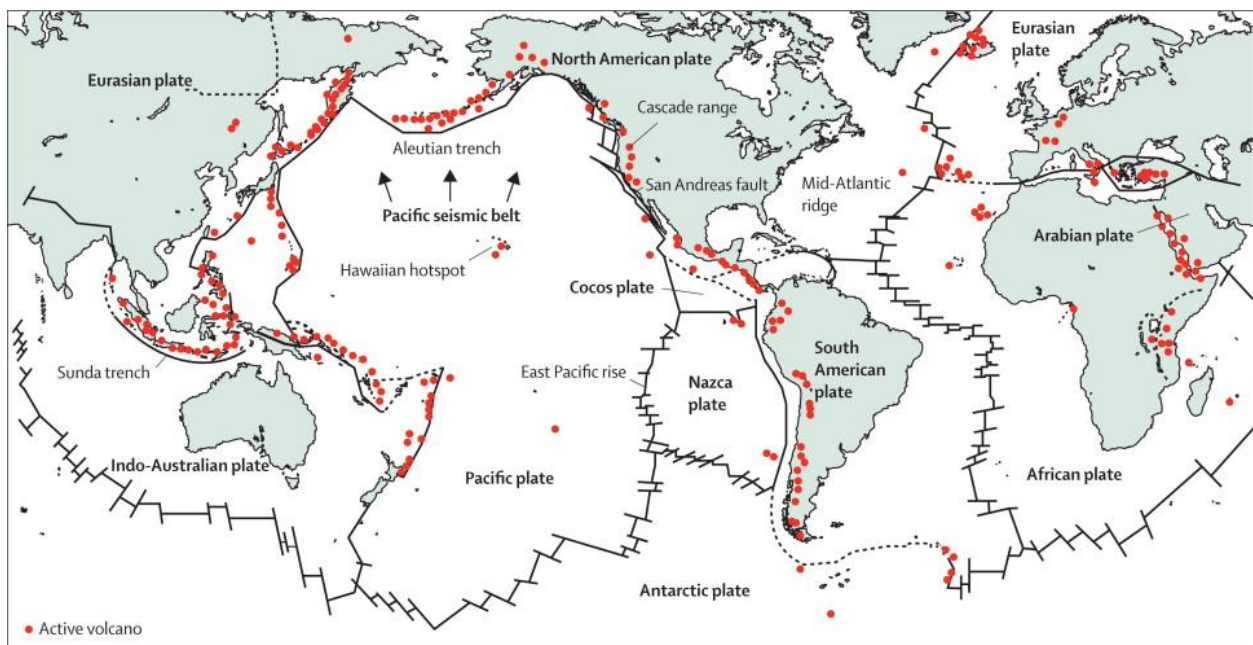 Eurasian plate
North American plate
Eurasian
plate
Cascade range
Aleutian trench
San Andreas fault
Mid-Atlantic
ridge
Pacific seismic belt
Arabian plate
Hawaiian hotspot
Cocos plate
Sunda trench
East Pacific rise
Nazca
plate
South
American
plate
Indo-Australian plate
Pacific plate
African plate
Antarctic plate
Active volcano